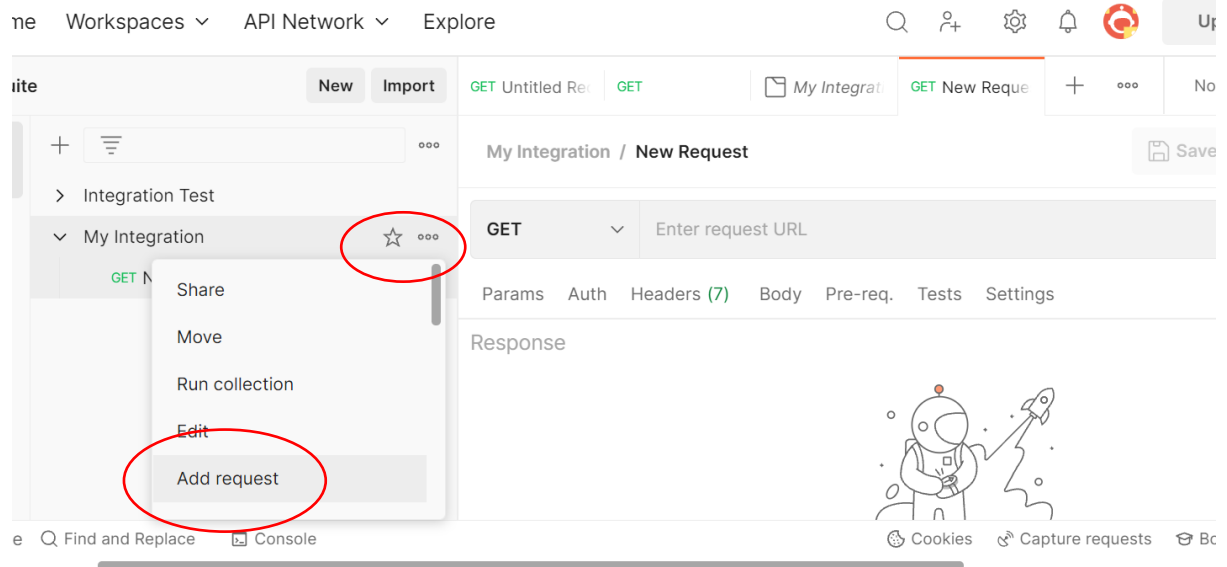 me Workspaces API Network Explore Up
uite New Import GET Untitled Rec GET My Integrat GET New Reque No
My Integration / New Request Save
Integration Test
My Integration GET Enter request URL
GET N
Share Params Auth Headers (7) Body Pre-req. Tests Settings
Move Response
Run collection
Edit
Add request
e Find and Replace Console Cookies Capture requests Bo